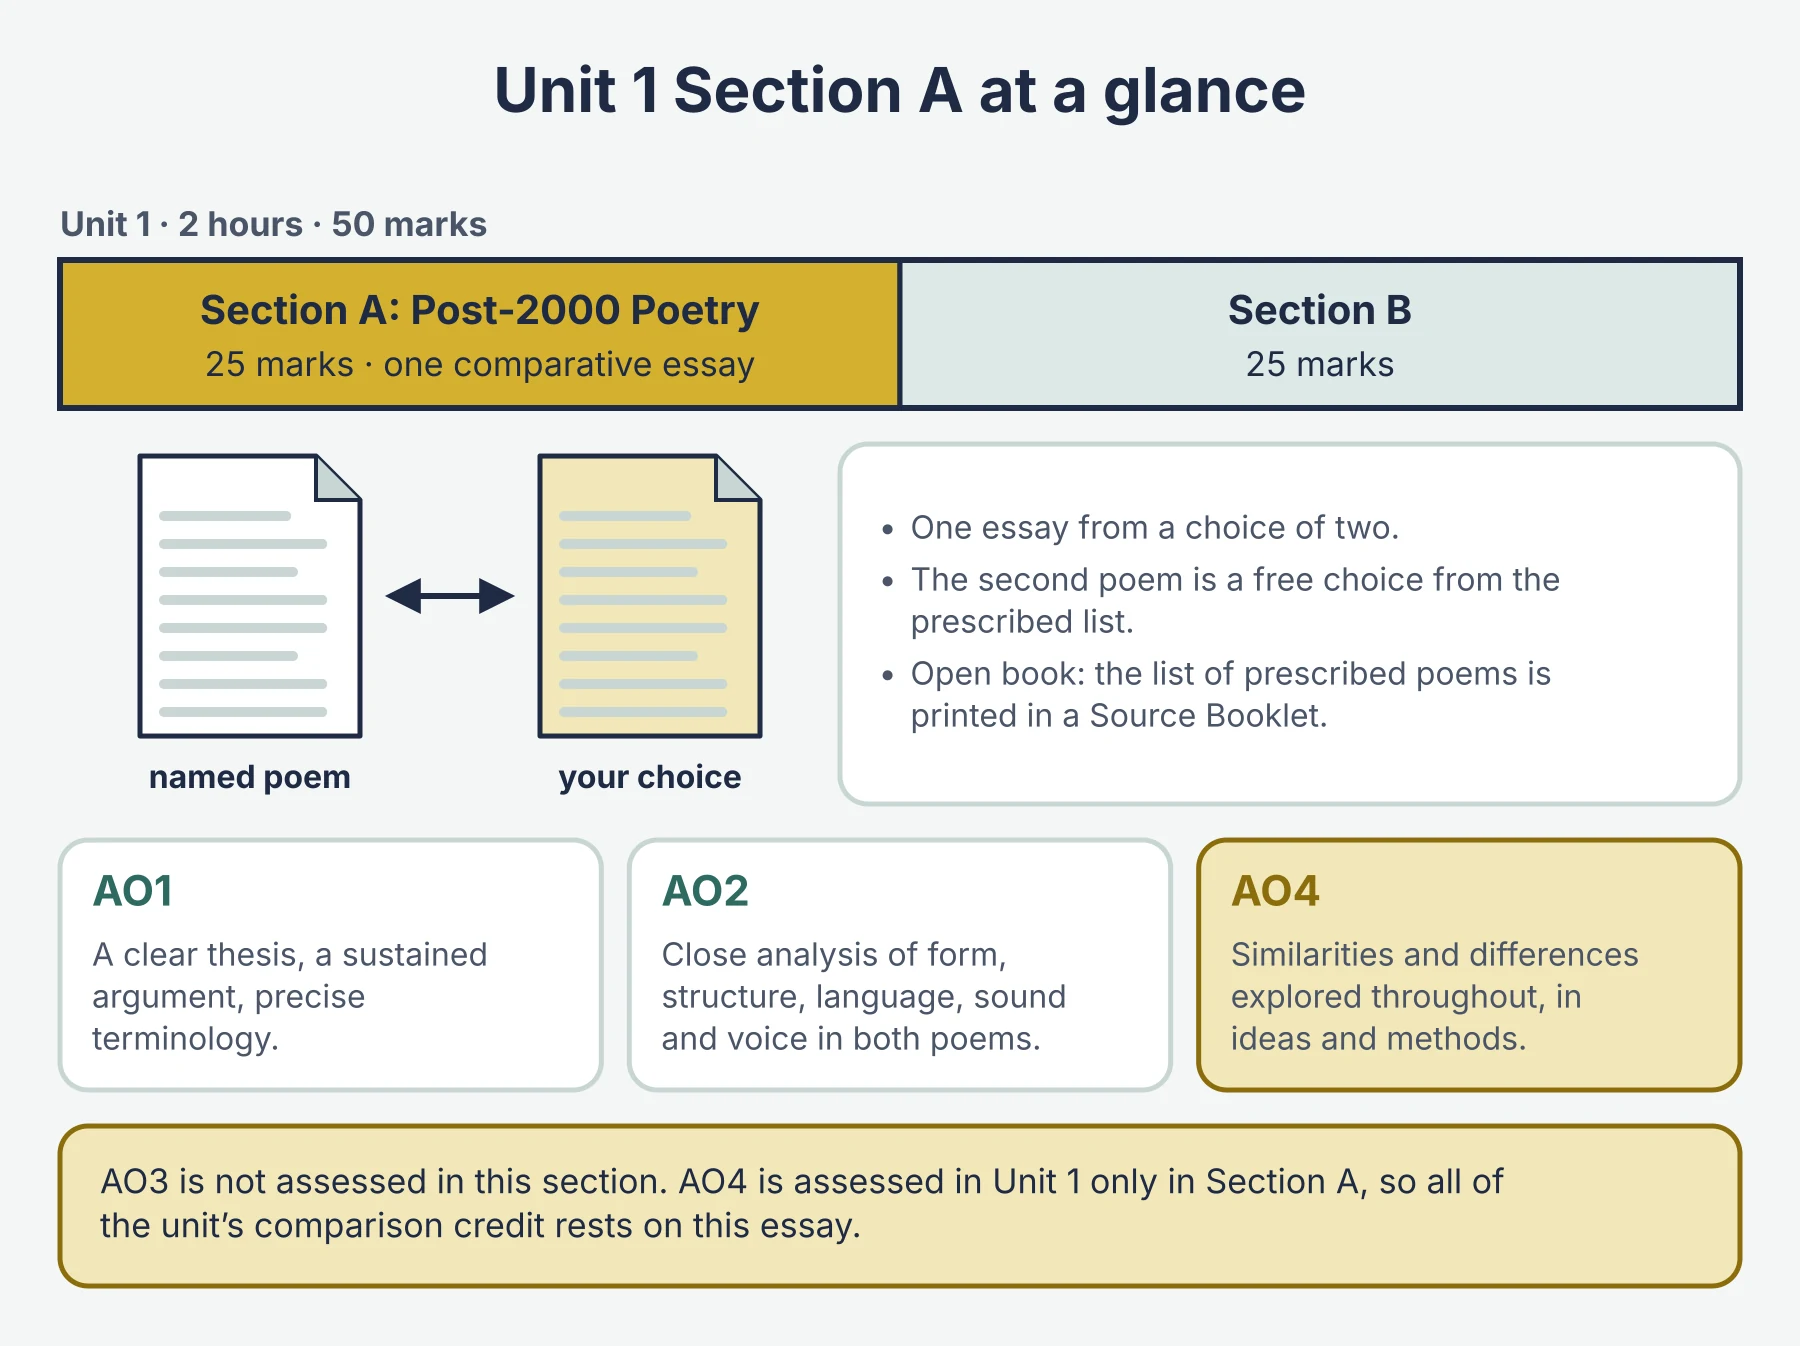 Unit 1 Section A at a glance
Unit 1 · 2 hours · 50 marks
Section A: Post-2000 Poetry
25 marks · one comparative essay
Section B
25 marks
named poem
your choice
• One essay from a choice of two.
• The second poem is a free choice from the
prescribed list.
• Open book: the list of prescribed poems is
printed in a Source Booklet.
AO1
A clear thesis, a sustained
argument, precise
terminology.
AO2
Close analysis of form,
structure, language, sound
and voice in both poems.
AO4
Similarities and differences
explored throughout, in
ideas and methods.
AO3 is not assessed in this section. AO4 is assessed in Unit 1 only in Section A, so all of
the unit’s comparison credit rests on this essay.